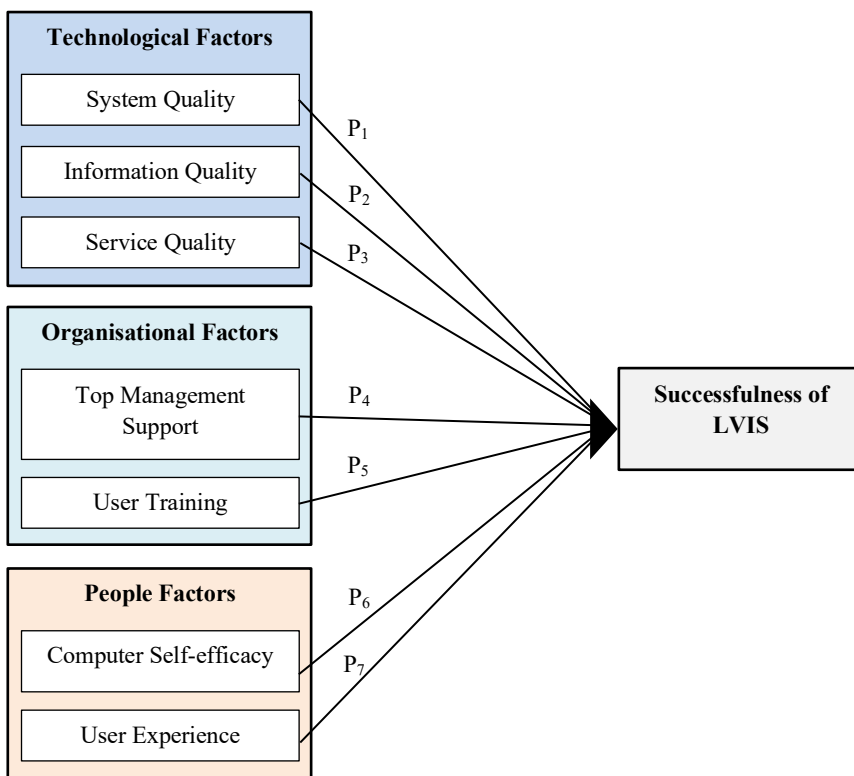 Technological Factors
System Quality
P₁
Information Quality
P₂
Service Quality
P₃
Organisational Factors
Top Management
Support
P₄
User Training
P₅
Successfulness of
LVIS
People Factors
Computer Self-efficacy
P₆
User Experience
P₇